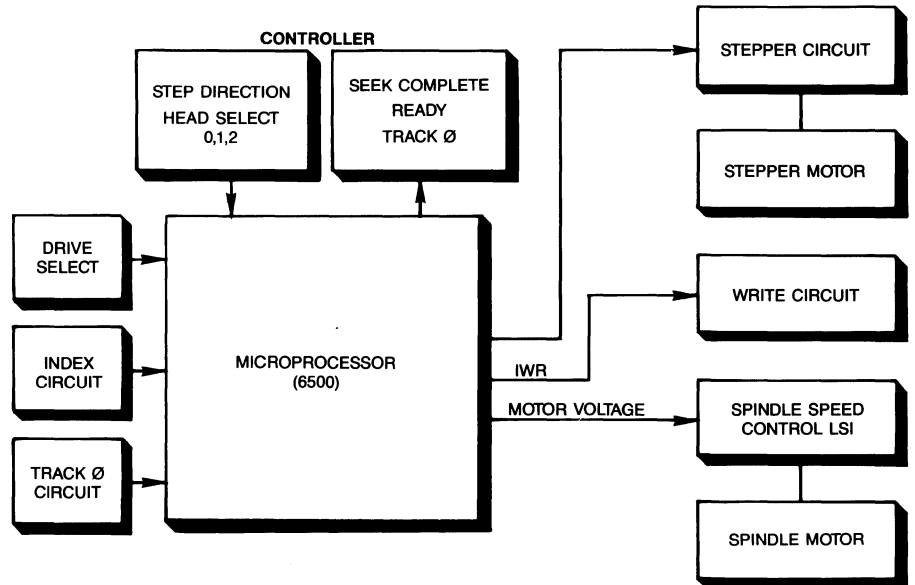 CONTROLLER
STEP DIRECTION
HEAD SELECT
0,1,2
SEEK COMPLETE
READY
TRACK Ø
STEPPER CIRCUIT
STEPPER MOTOR
DRIVE
SELECT
INDEX
CIRCUIT
TRACK Ø
CIRCUIT
MICROPROCESSOR
(6500)
IWR
MOTOR VOLTAGE
WRITE CIRCUIT
SPINDLE SPEED
CONTROL LSI
SPINDLE MOTOR